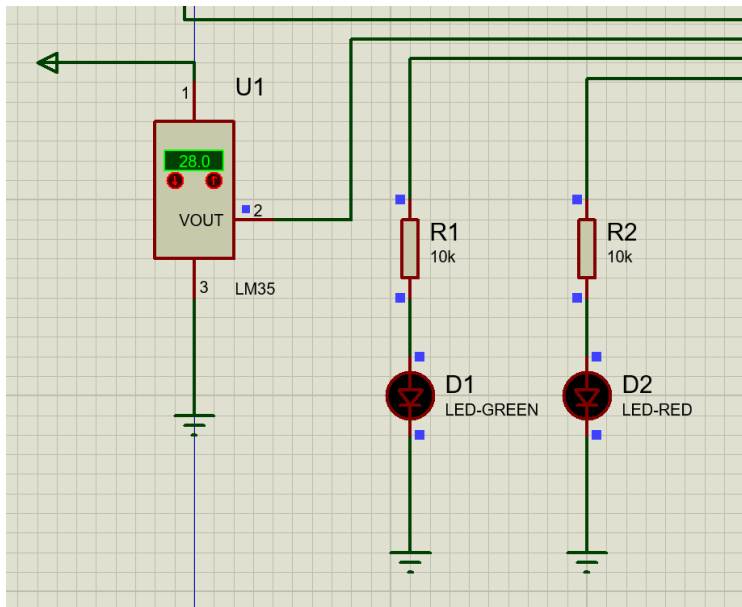 U1
1
28.0
VOUT
2
3
LM35
R1
10k
R2
10k
D1
LED-GREEN
D2
LED-RED